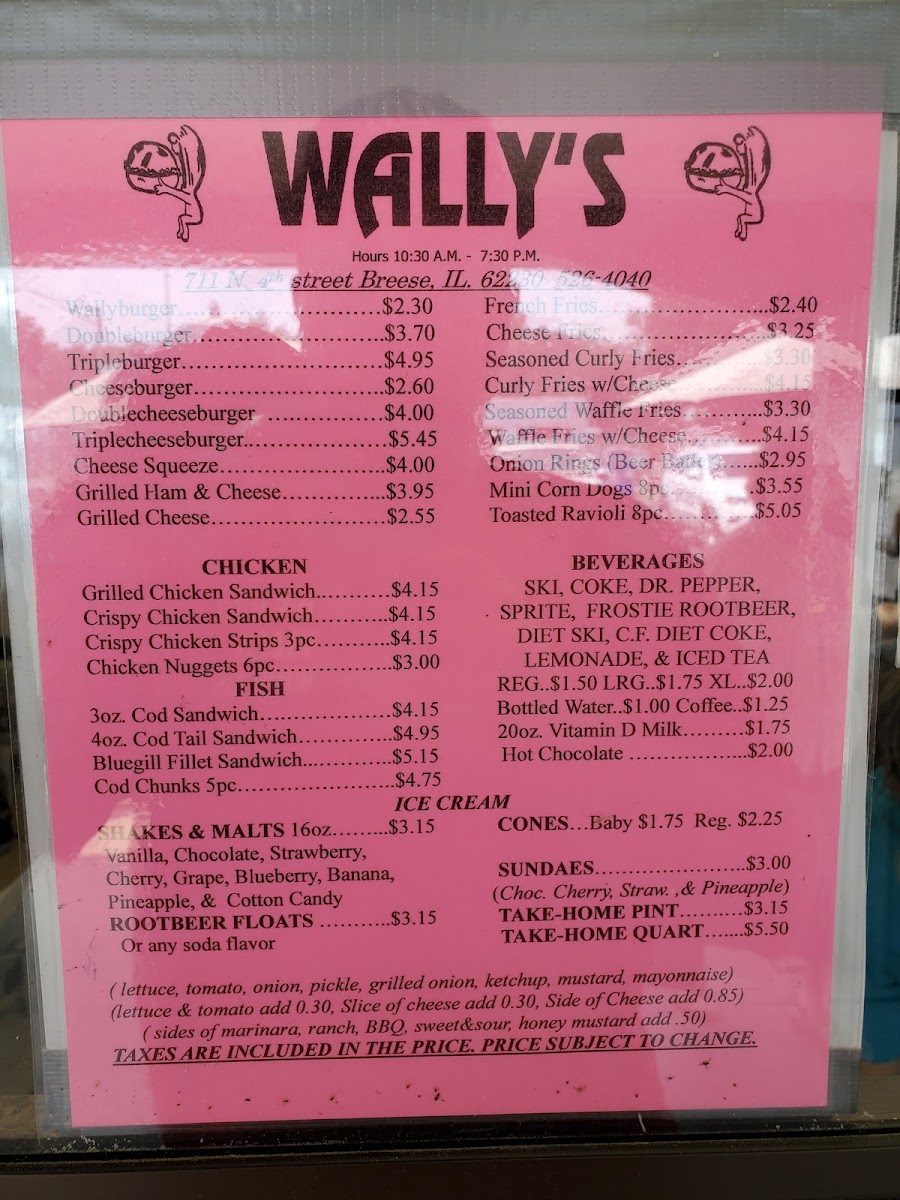 WALLY'S
Hours 10:30 A.M. - 7:30 P.M.
711 N. 4th street Breese, IL. 62230 526-4040
Wallyburger..............................$2.30
Doubleburger............................$3.70
Tripleburger..............................$4.95
Cheeseburger............................$2.60
Doublecheeseburger .................$4.00
Triplecheeseburger.....................$5.45
Cheese Squeeze.........................$4.00
Grilled Ham & Cheese...............$3.95
Grilled Cheese..........................$2.55
French Fries.........................$2.40
Cheese Fries.........................$3.25
Seasoned Curly Fries................$3.30
Curly Fries w/Cheese................$4.15
Seasoned Waffle Fries............$3.30
Waffle Fries w/Cheese............$4.15
Onion Rings (Beer Batter)......$2.95
Mini Corn Dogs 8pc.............$3.55
Toasted Ravioli 8pc..............$5.05
CHICKEN
Grilled Chicken Sandwich...........$4.15
Crispy Chicken Sandwich...........$4.15
Crispy Chicken Strips 3pc...........$4.15
Chicken Nuggets 6pc.................$3.00
FISH
3oz. Cod Sandwich...................$4.15
4oz. Cod Tail Sandwich..............$4.95
Bluegill Fillet Sandwich..............$5.15
Cod Chunks 5pc.......................$4.75
BEVERAGES
SKI, COKE, DR. PEPPER,
SPRITE, FROSTIE ROOTBEER,
DIET SKI, C.F. DIET COKE,
LEMONADE, & ICED TEA
REG..$1.50 LRG..$1.75 XL..$2.00
Bottled Water..$1.00 Coffee..$1.25
20oz. Vitamin D Milk.........$1.75
Hot Chocolate ...................$2.00
ICE CREAM
SHAKES & MALTS 16oz.........$3.15
Vanilla, Chocolate, Strawberry,
Cherry, Grape, Blueberry, Banana,
Pineapple, & Cotton Candy
ROOTBEER FLOATS ...........$3.15
Or any soda flavor
CONES...Baby $1.75 Reg. $2.25
SUNDAES........................$3.00
(Choc. Cherry, Straw. ,& Pineapple)
TAKE-HOME PINT..........$3.15
TAKE-HOME QUART.......$5.50
( lettuce, tomato, onion, pickle, grilled onion, ketchup, mustard, mayonnaise)
(lettuce & tomato add 0.30, Slice of cheese add 0.30, Side of Cheese add 0.85)
( sides of marinara, ranch, BBQ, sweet&sour, honey mustard add .50)
TAXES ARE INCLUDED IN THE PRICE. PRICE SUBJECT TO CHANGE.